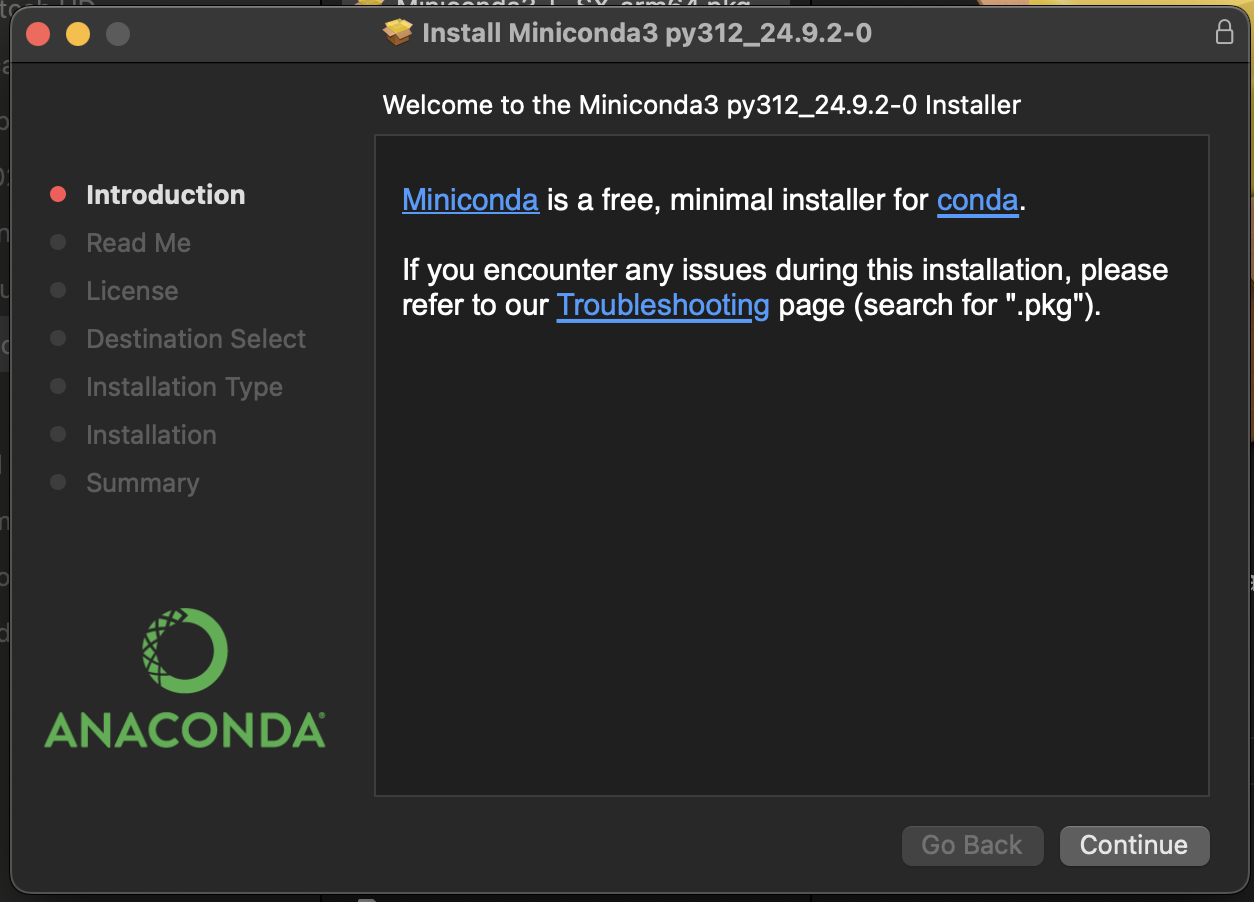 Install Miniconda3 py312_24.9.2-0
Welcome to the Miniconda3 py312_24.9.2-0 Installer
Introduction
Read Me
License
Destination Select
Installation Type
Installation
Summary
Miniconda is a free, minimal installer for conda.
If you encounter any issues during this installation, please
refer to our Troubleshooting page (search for ".pkg").
ANACONDA
Go Back
Continue